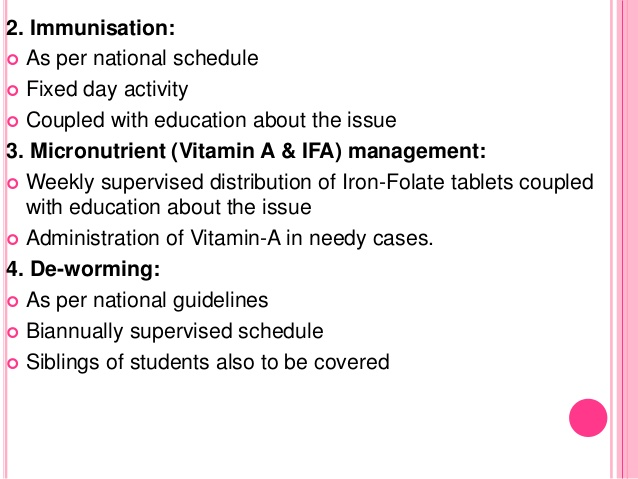 2. Immunisation:
As per national schedule
Fixed day activity
Coupled with education about the issue
3. Micronutrient (Vitamin A & IFA) management:
Weekly supervised distribution of Iron-Folate tablets coupled
with education about the issue
Administration of Vitamin-A in needy cases.
4. De-worming:
As per national guidelines
Biannually supervised schedule
Siblings of students also to be covered